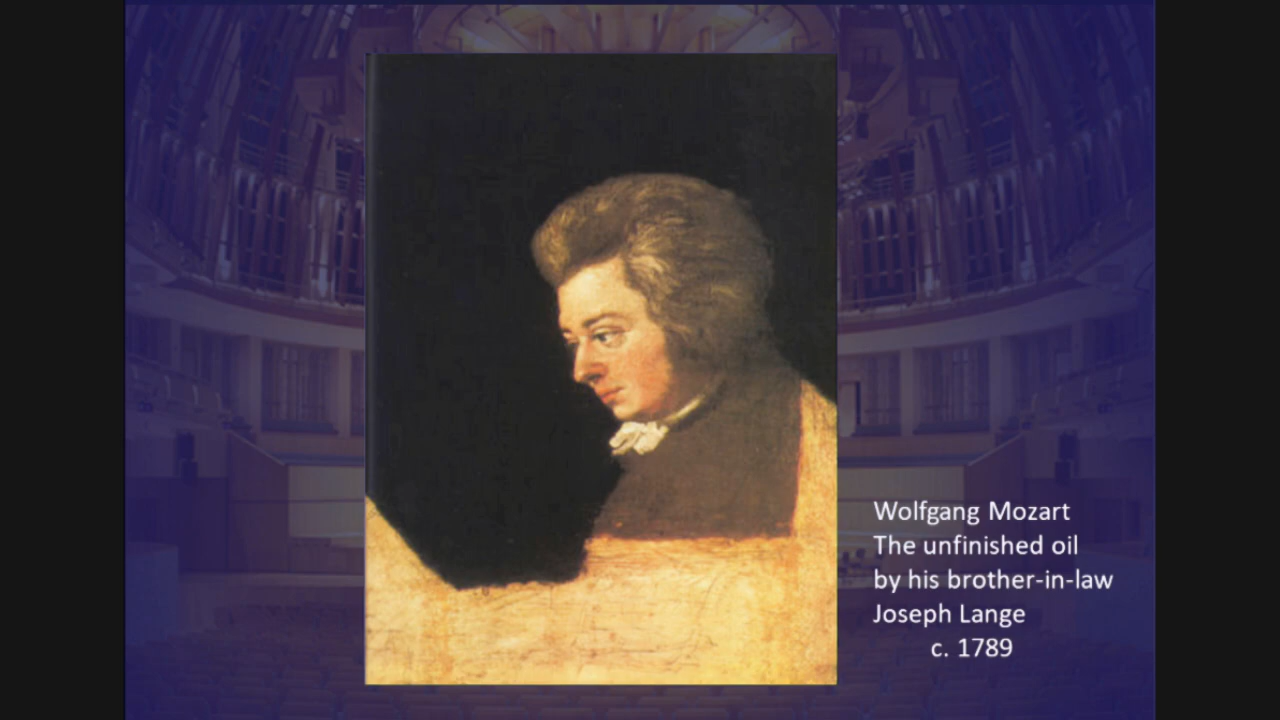 Wolfgang Mozart
The unfinished oil
by his brother-in-law
Joseph Lange
c. 1789